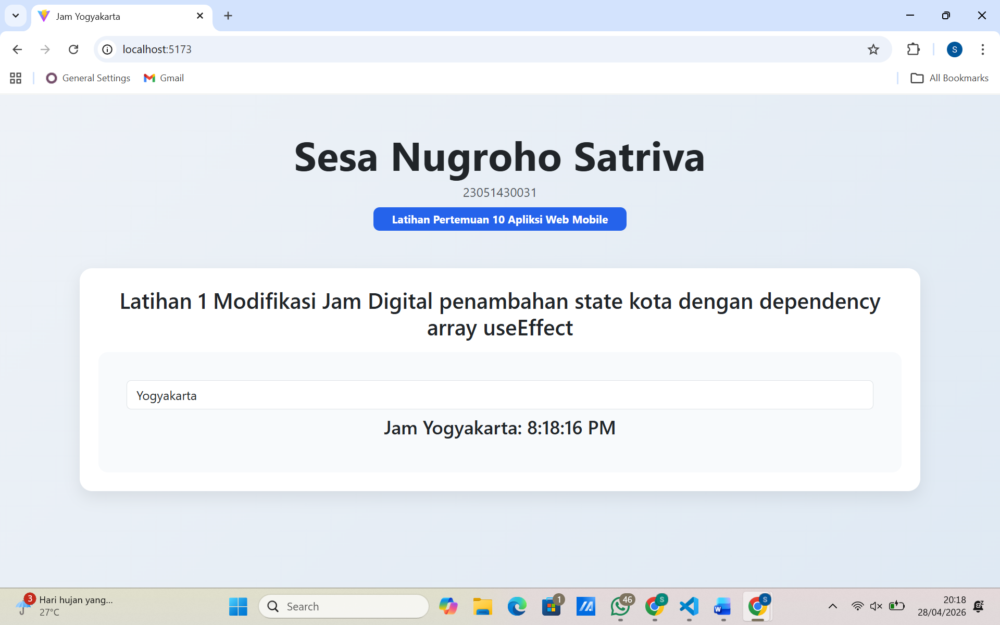 Jam Yogyakarta
localhost:5173
S
General Settings
Gmail
All Bookmarks
Sesa Nugroho Satriva
23051430031
Latihan Pertemuan 10 Apliksi Web Mobile
Latihan 1 Modifikasi Jam Digital penambahan state kota dengan dependency
array useEffect
Yogyakarta
Jam Yogyakarta: 8:18:16 PM
3
Hari hujan yang...
27°C
Search
1
46
S
W
S
20:18
28/04/2026